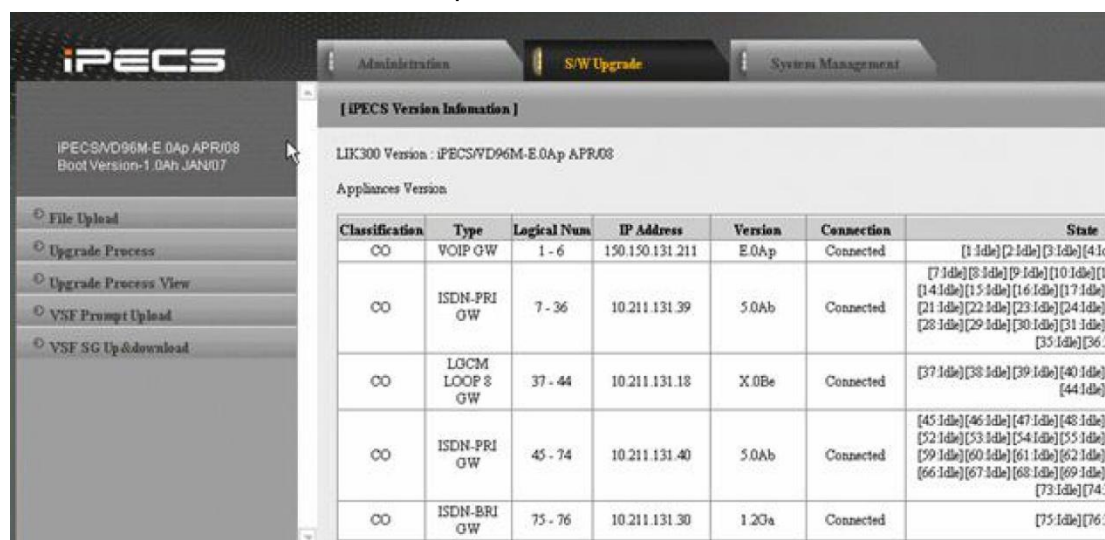 iPECS
Administration
S/W Upgrade
System Management
iPECS/VD96M-E.0Ap APR/08
Boot Version-1.0Ah JAN/07
File Upload
Upgrade Process
Upgrade Process View
VSF Prompt Upload
VSF SG Up&download
[ iPECS Version Infomation ]
LIK300 Version : iPECS/VD96M-E.0Ap APR/08
Appliances Version
Classification Type Logical Num IP Address Version Connection State
CO VOIP GW 1 - 6 150.150.131.211 E.0Ap Connected [1:Idle][2:Idle][3:Idle][4:Id
CO ISDN-PRI GW 7 - 36 10.211.131.39 5.0Ab Connected [7:Idle][8:Idle][9:Idle][10:Idle][1
[14:Idle][15:Idle][16:Idle][17:Idle]
[21:Idle][22:Idle][23:Idle][24:Idle]
[28:Idle][29:Idle][30:Idle][31:Idle]
[35:Idle][36:
CO LGCM LOOP 8 GW 37 - 44 10.211.131.18 X.0Be Connected [37:Idle][38:Idle][39:Idle][40:Idle]
[44:Idle]
CO ISDN-PRI GW 45 - 74 10.211.131.40 5.0Ab Connected [45:Idle][46:Idle][47:Idle][48:Idle]
[52:Idle][53:Idle][54:Idle][55:Idle]
[59:Idle][60:Idle][61:Idle][62:Idle]
[66:Idle][67:Idle][68:Idle][69:Idle]
[73:Idle][74:
CO ISDN-BRI GW 75 - 76 10.211.131.30 1.2Ga Connected [75:Idle][76: